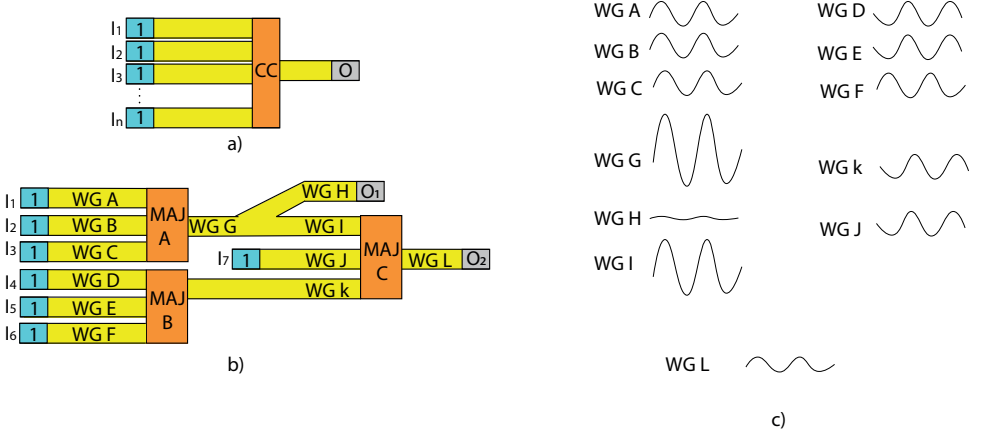 I1 1
I2 1
I3 1
In 1
CC
O
a)
I1 1 WG A
I2 1 WG B
I3 1 WG C
I4 1 WG D
I5 1 WG E
I6 1 WG F
MAJ
A
MAJ
B
WG G
WG H O1
WG I
I7 1 WG J
WG k
MAJ
C
WG L O2
b)
WG A
WG B
WG C
WG G
WG H
WG I
WG D
WG E
WG F
WG k
WG J
WG L
c)